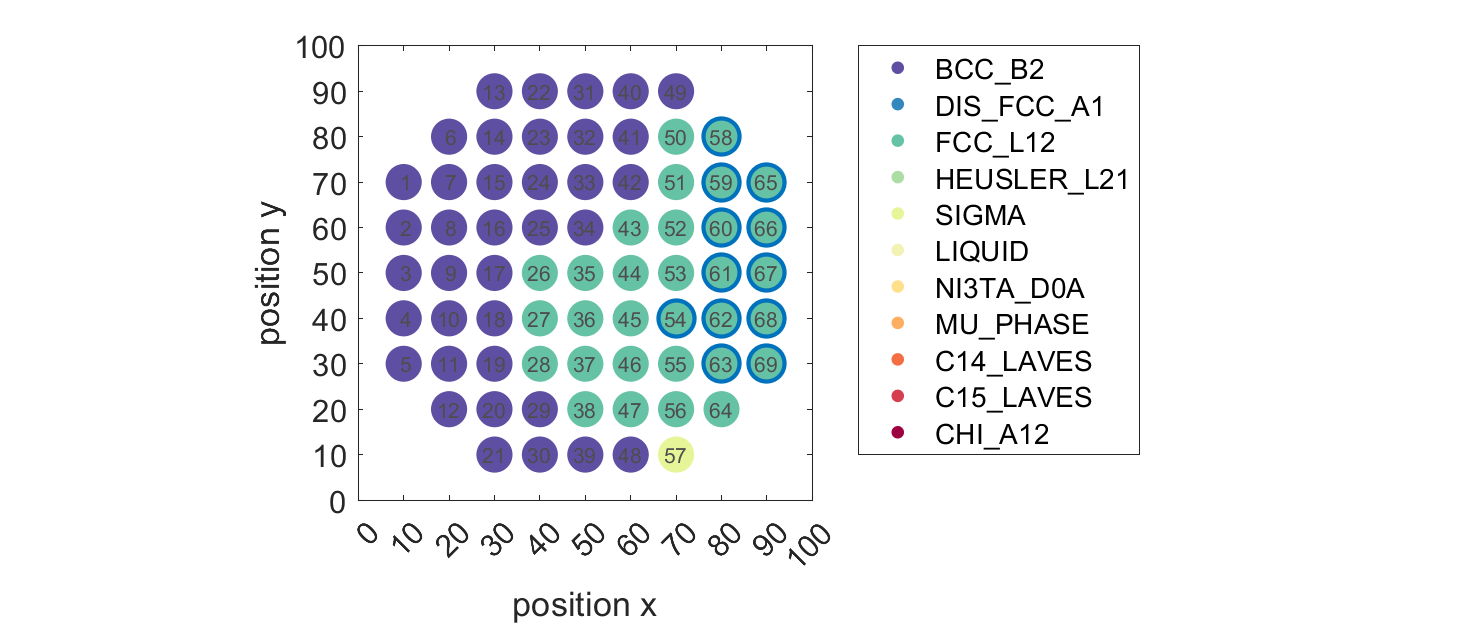 100
90
80
70
60
50
40
30
20
10
0
position y
13 22 31 40 49
6 14 23 32 41 50 58
1 7 15 24 33 42 51 59 65
2 8 16 25 34 43 52 60 66
3 9 17 26 35 44 53 61 67
4 10 18 27 36 45 54 62 68
5 11 19 28 37 46 55 63 69
12 20 29 38 47 56 64
21 30 39 48 57
0 10 20 30 40 50 60 70 80 90 100
position x
BCC_B2
DIS_FCC_A1
FCC_L12
HEUSLER_L21
SIGMA
LIQUID
NI3TA_D0A
MU_PHASE
C14_LAVES
C15_LAVES
CHI_A12